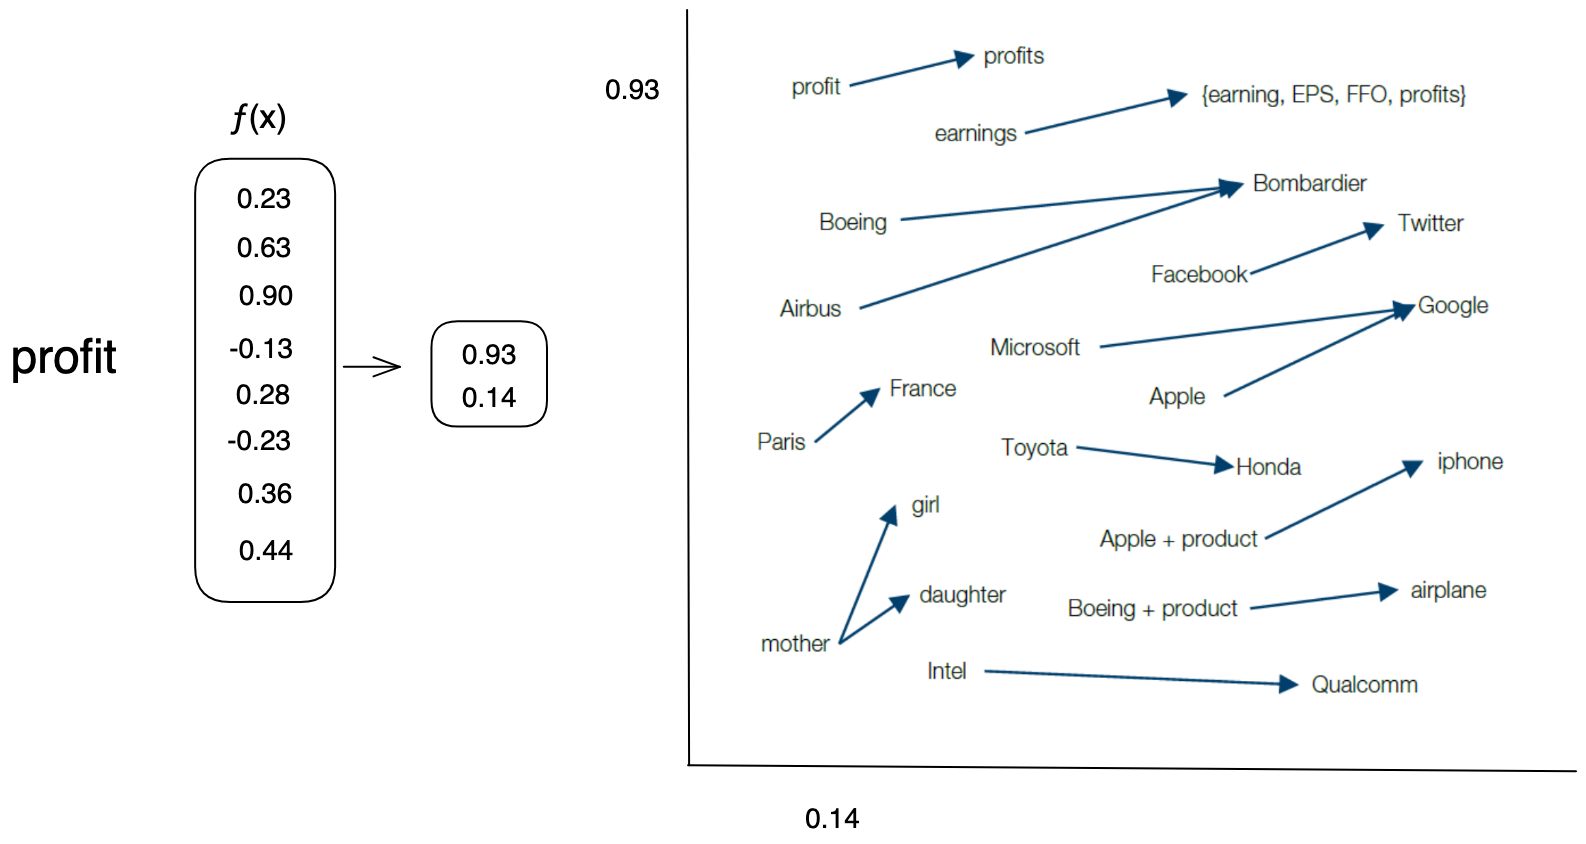 profit
f(x)
0.23
0.63
0.90
-0.13
0.28
-0.23
0.36
0.44
0.93
0.14
0.93
profit
profits
earnings
{earning, EPS, FFO, profits}
Boeing
Bombardier
Airbus
Facebook
Twitter
Microsoft
Google
Apple
Paris
France
Toyota
Honda
girl
Apple + product
iphone
daughter
mother
Boeing + product
airplane
Intel
Qualcomm
0.14